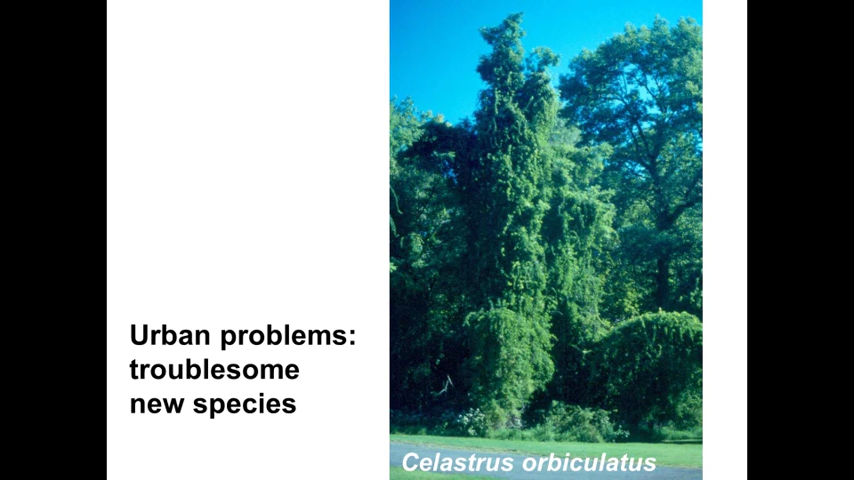 Urban problems:
troublesome
new species
Celastrus orbiculatus